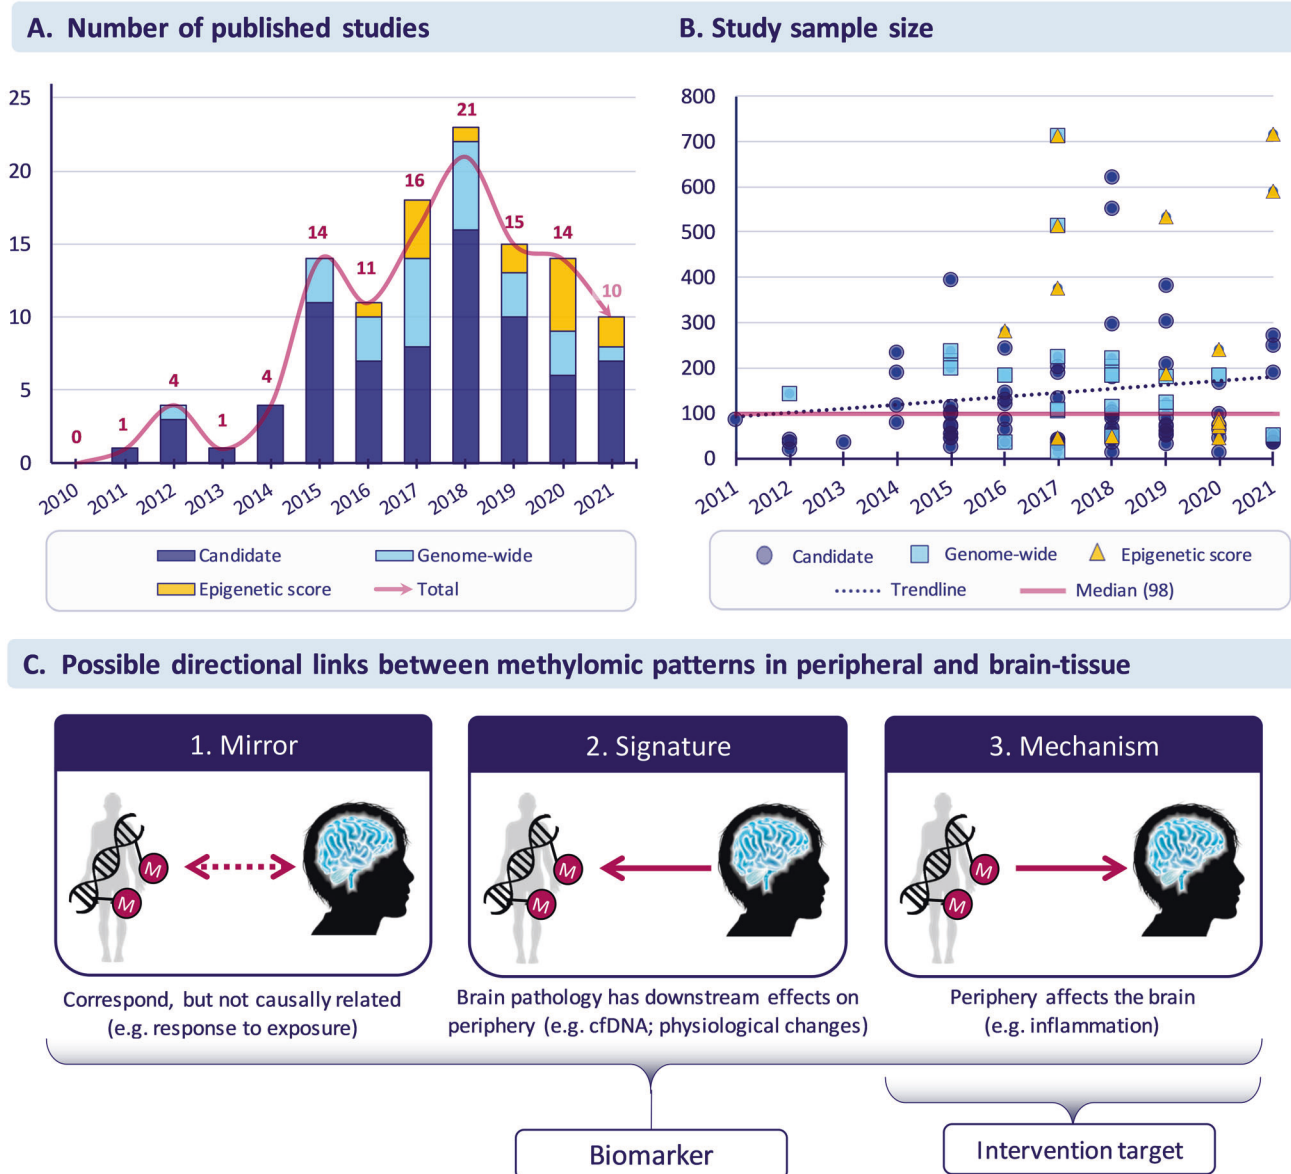 A. Number of published studies
B. Study sample size
25
20
15
10
5
0
0
1
4
1
4
14
11
16
21
15
14
10
2010
2011
2012
2013
2014
2015
2016
2017
2018
2019
2020
2021
Candidate
Genome-wide
Epigenetic score
Total
800
700
600
500
400
300
200
100
0
2011
2012
2013
2014
2015
2016
2017
2018
2019
2020
2021
Candidate
Genome-wide
Epigenetic score
Trendline
Median (98)
C. Possible directional links between methylomic patterns in peripheral and brain-tissue
1. Mirror
M
M
Correspond, but not causally related
(e.g. response to exposure)
2. Signature
M
M
Brain pathology has downstream effects on
periphery (e.g. cfDNA; physiological changes)
3. Mechanism
M
M
Periphery affects the brain
(e.g. inflammation)
Biomarker
Intervention target